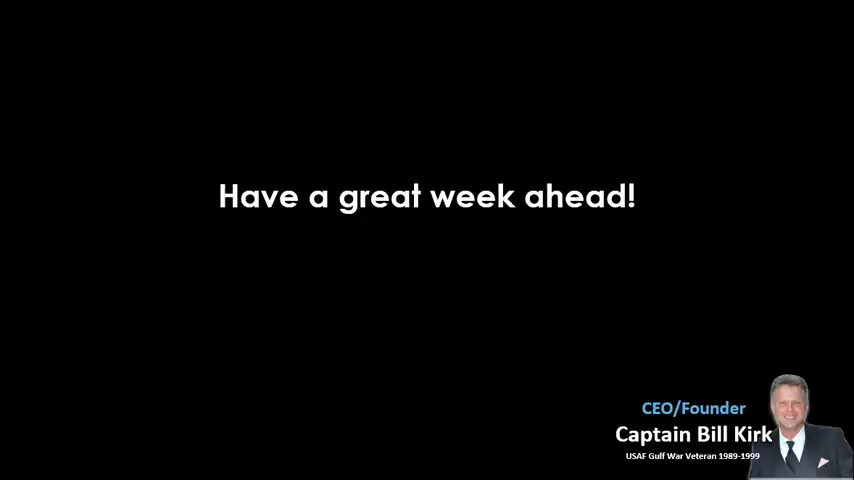 Have a great week ahead!
CEO/Founder
Captain Bill Kirk
USAF Gulf War Veteran 1989-1999